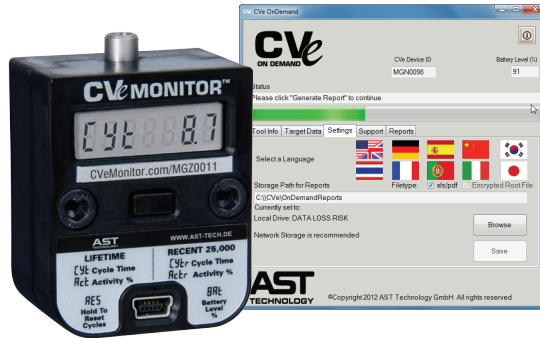 CVe MONITOR™
CYt 8.7
CVeMonitor.com/MGZ0011
AST
TECHNOLOGY
WWW.AST-TECH.DE
LIFETIME
CYt Cycle Time
Act Activity %
RECENT 25,000
CYtr Cycle Time
Actr Activity %
RES
Hold To
Reset
Cycles
BAt
Battery
Level
%
CVe CVe OnDemand
CVe
ON DEMAND
CVe Device ID
Battery Level (%)
MGN0098
91
Status
Please click "Generate Report" to continue
Tool Info Target Data Settings Support Reports
Select a Language
Storage Path for Reports
Filetype: xls/pdf Encrypted Root File
C:\\CVe\OnDemandReports
Currently set to:
Local Drive: DATA LOSS RISK
Browse
Network Storage is recommended
Save
AST
TECHNOLOGY
©Copyright 2012 AST Technology GmbH All rights reserved